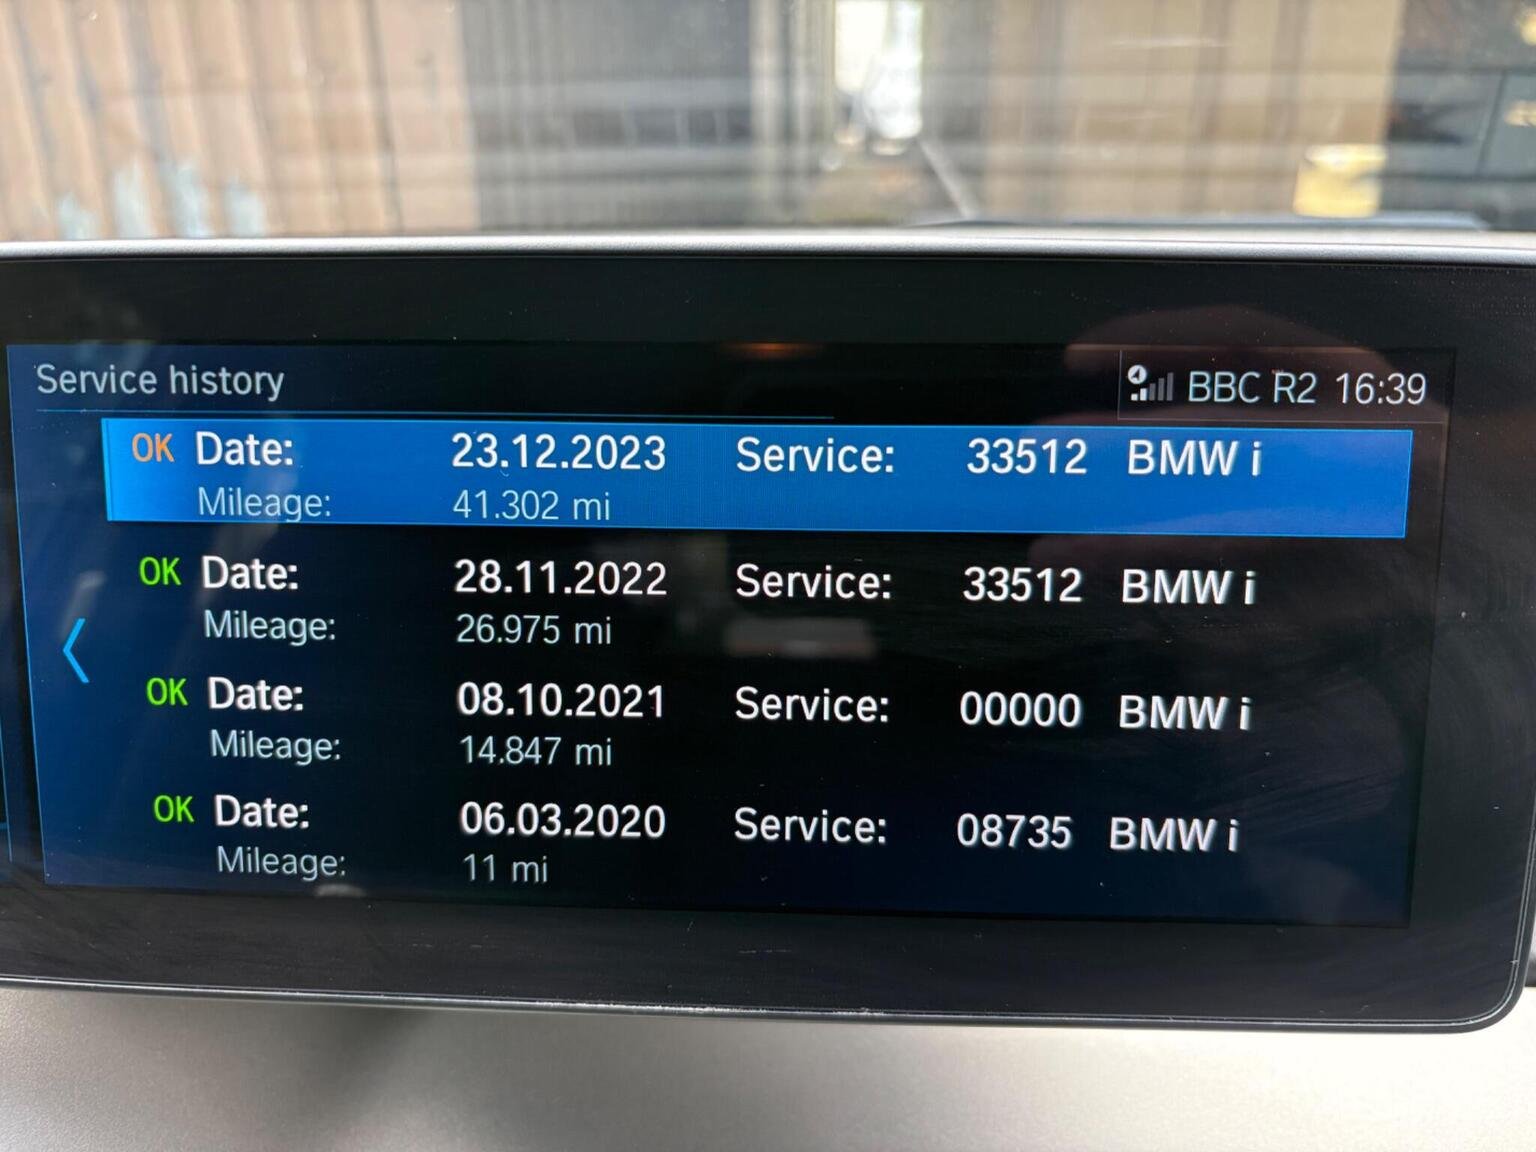 Service history BBC R2 16:39
OK Date: 23.12.2023 Service: 33512 BMW i
Mileage: 41.302 mi
OK Date: 28.11.2022 Service: 33512 BMW i
Mileage: 26.975 mi
OK Date: 08.10.2021 Service: 00000 BMW i
Mileage: 14.847 mi
OK Date: 06.03.2020 Service: 08735 BMW i
Mileage: 11 mi